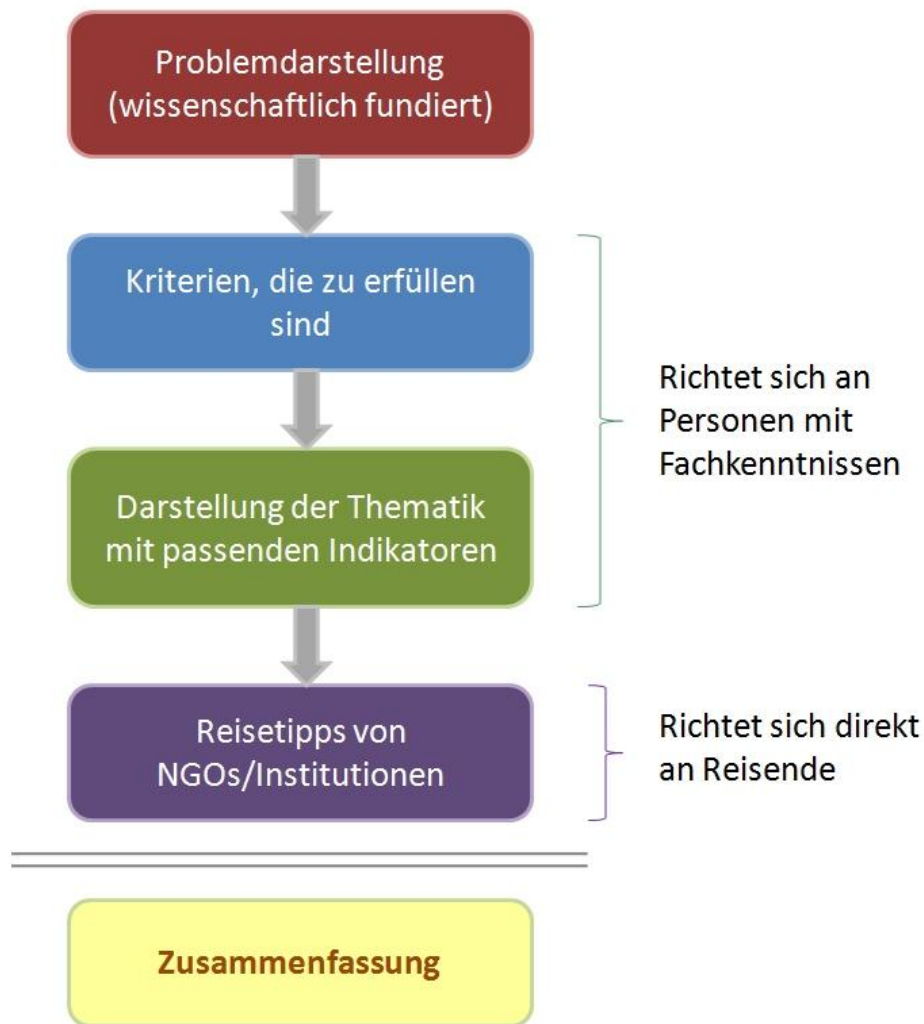 Problemdarstellung
(wissenschaftlich fundiert)
Kriterien, die zu erfüllen
sind
Richtet sich an
Personen mit
Fachkenntnissen
Darstellung der Thematik
mit passenden Indikatoren
Reisetipps von
NGOs/Institutionen
Richtet sich direkt
an Reisende
Zusammenfassung